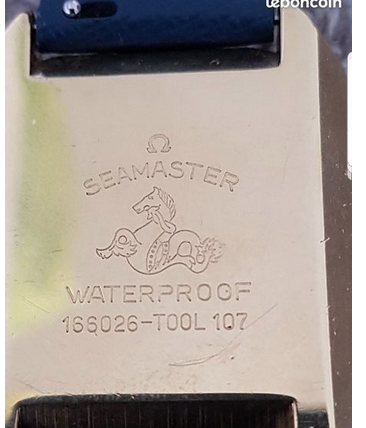 leboncoin
Ω
SEAMASTER
WATERPROOF
166026-TOOL 107